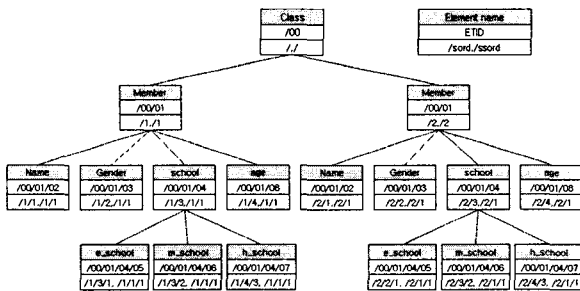 Class
/00
/./
Element name
ETID
/sord,/ssord
Member
/00/01
/1,/1
Member
/00/01
/2,/2
Name
/00/01/02
/1/1,/1/1
Gender
/00/01/03
/1/2,/1/1
school
/00/01/04
/1/3,/1/1
age
/00/01/08
/1/4,/1/1
Name
/00/01/02
/2/1,/2/1
Gender
/00/01/03
/2/2,/2/1
school
/00/01/04
/2/3,/2/1
age
/00/01/08
/2/4,/2/1
e_school
/00/01/04/05
/1/3/1, /1/1/1
m_school
/00/01/04/06
/1/3/2, /1/1/1
h_school
/00/01/04/07
/1/4/3, /1/1/1
e_school
/00/01/04/05
/2/2/1, /2/1/1
m_school
/00/01/04/06
/2/3/2, /2/1/1
h_school
/00/01/04/07
/2/4/3, /2/1/1